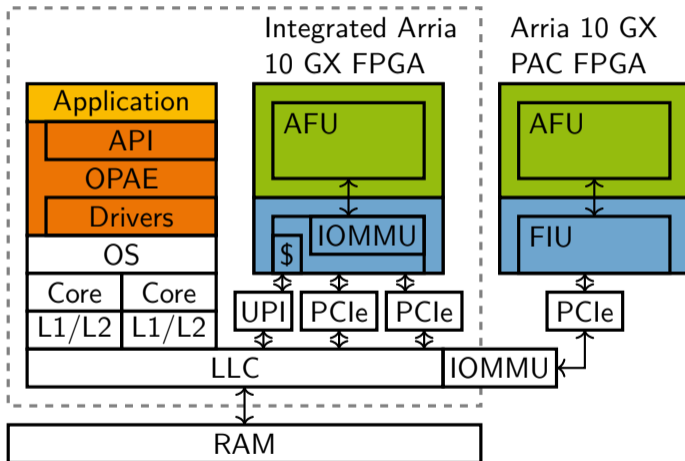 Integrated Arria
10 GX FPGA
Arria 10 GX
PAC FPGA
Application
API
OPAE
Drivers
OS
Core
Core
L1/L2
L1/L2
AFU
IOMMU
$
AFU
FIU
UPI
PCIe
PCIe
PCIe
LLC
IOMMU
RAM